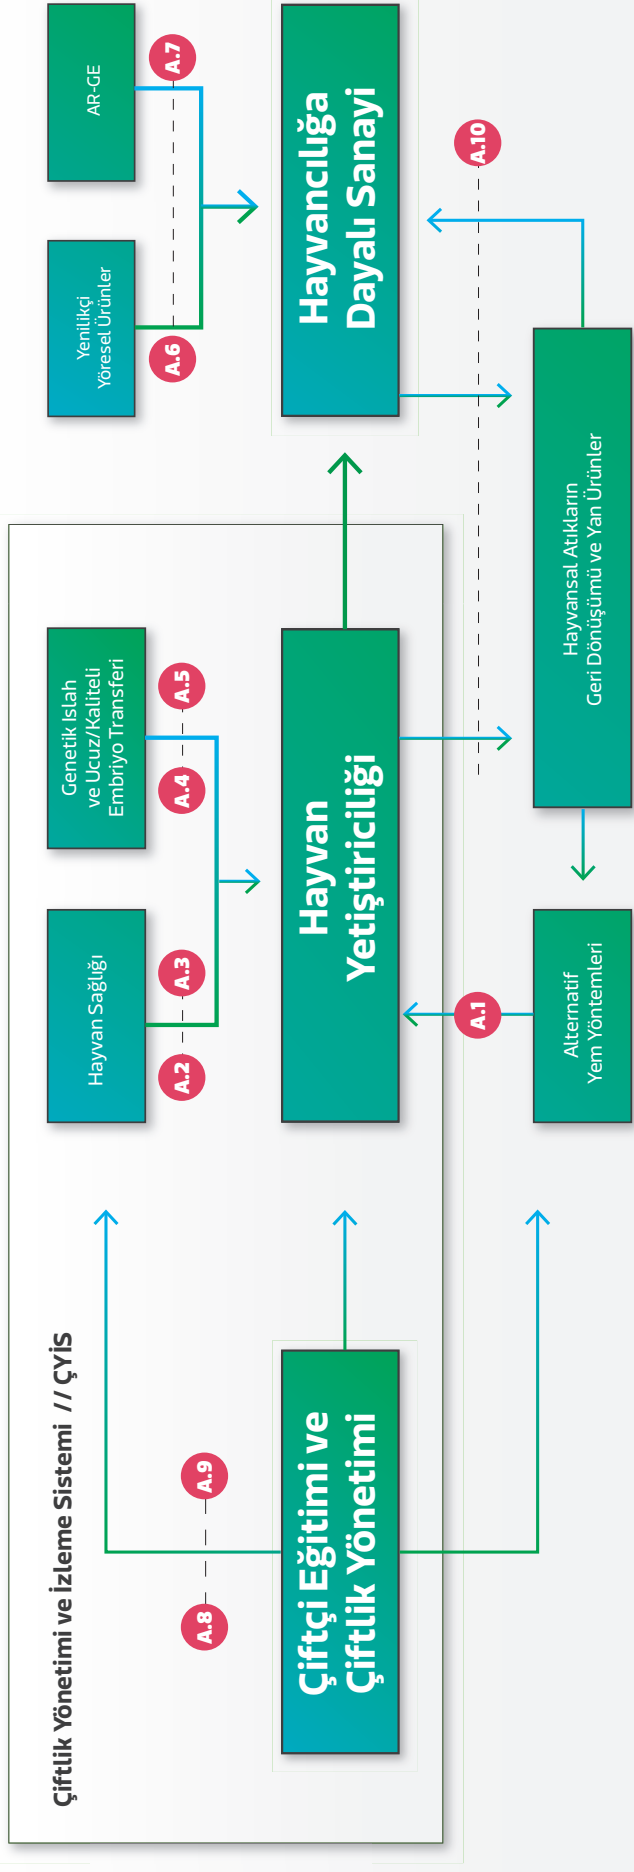 Çiftlik Yönetimi ve İzleme Sistemi // ÇYİS
Hayvan Sağlığı
Genetik Islah
ve Ucuz/Kaliteli
Embriyo Transferi
Yenilikçi
Yöresel Ürünler
AR-GE
A.8
A.9
A.2
A.3
A.4
A.5
A.6
A.7
Çiftçi Eğitimi ve
Çiftlik Yönetimi
Hayvan
Yetiştiriciliği
Hayvancılığa
Dayalı Sanayi
A.1
A.10
Alternatif
Yem Yöntemleri
Hayvansal Atıkların
Geri Dönüşümü ve Yan Ürünler